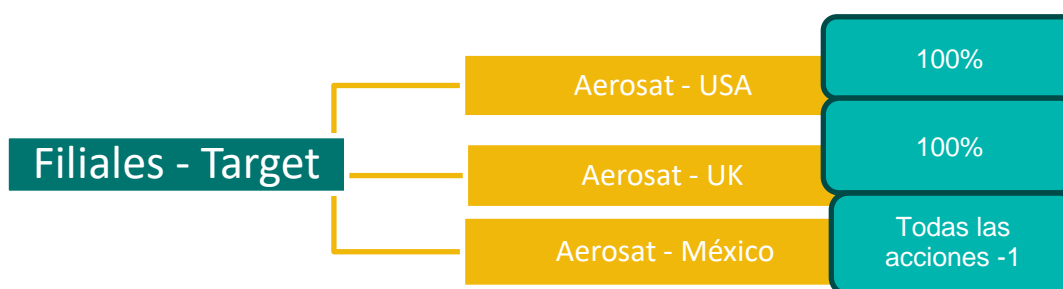 Filiales - Target
Aerosat - USA
100%
Aerosat - UK
100%
Aerosat - México
Todas las
acciones -1